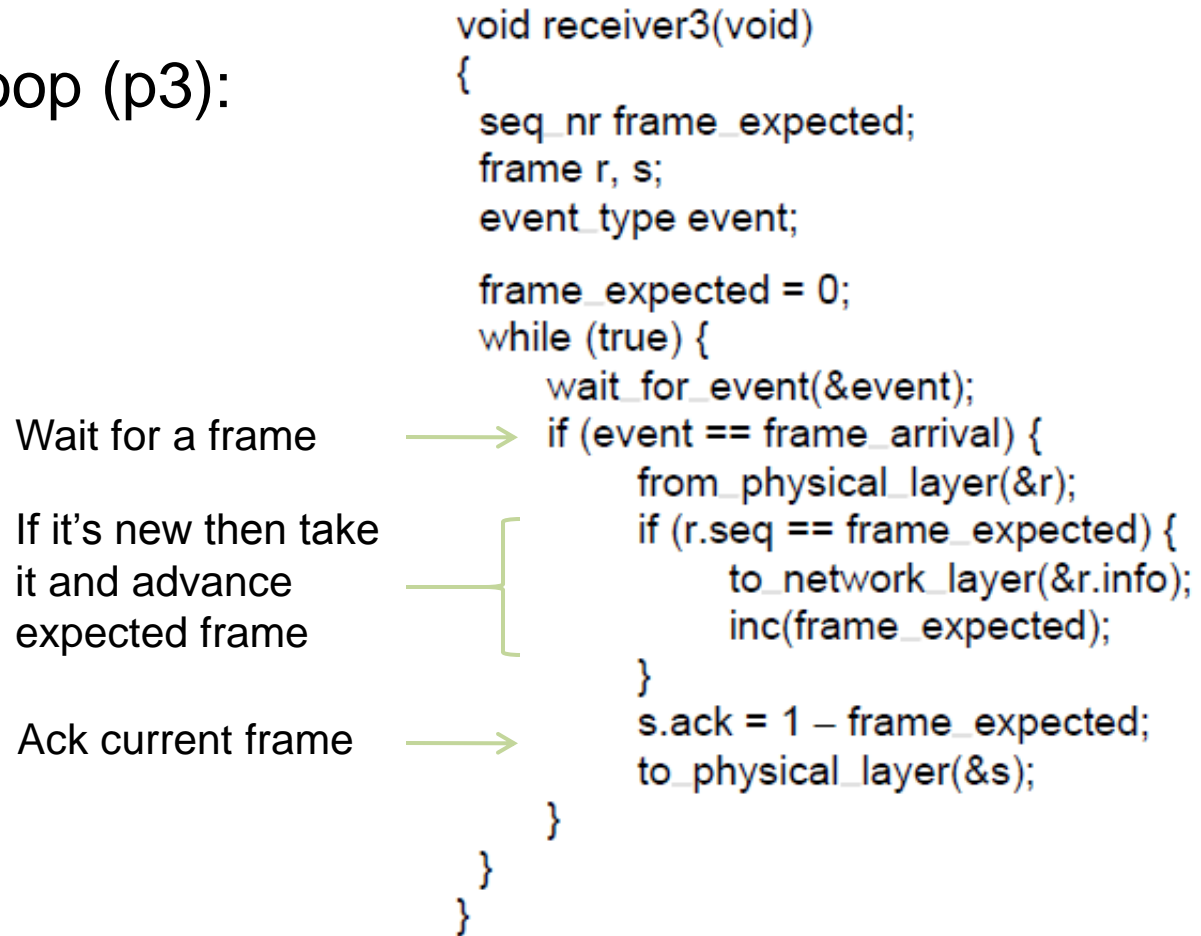 oop (p3):
void receiver3(void)
{
seq_nr frame_expected;
frame r, s;
event_type event;
frame_expected = 0;
while (true) {
wait_for_event(&event);
Wait for a frame
if (event == frame_arrival) {
from_physical_layer(&r);
If it’s new then take
it and advance
expected frame
if (r.seq == frame_expected) {
to_network_layer(&r.info);
inc(frame_expected);
}
Ack current frame
s.ack = 1 – frame_expected;
to_physical_layer(&s);
}
}
}